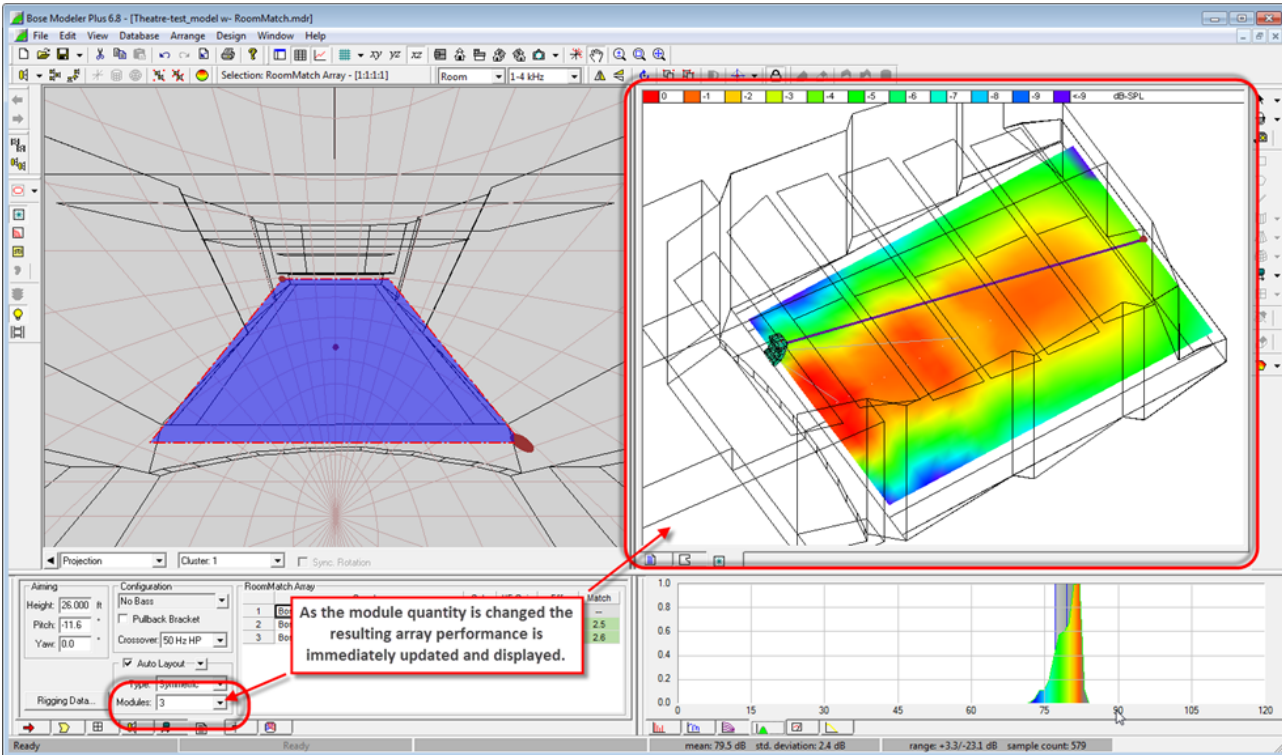 Bose Modeler Plus 6.8 - [Theatre-test_model w- RoomMatch.mdr]
File Edit View Database Arrange Design Window Help
xy yz xz
Selection: RoomMatch Array - [1:1:1:1] Room 1-4 kHz
0 -1 -2 -3 -4 -5 -6 -7 -8 -9 <-9 dB-SPL
Projection Cluster: 1 Sync. Rotation
Aiming
Height: 26.000 ft
Pitch: -11.6 °
Yaw: 0.0 °
Rigging Data...
Configuration
No Bass
Pullback Bracket
Crossover: 50 Hz HP
Auto Layout
Type: Symmetric
Modules: 3
RoomMatch Array
Match
1 --
2 2.5
3 2.6
As the module quantity is changed the
resulting array performance is
immediately updated and displayed.
1.0
0.8
0.6
0.4
0.2
0.0
0 15 30 45 60 75 90 105 120
Ready
Ready
mean: 79.5 dB std. deviation: 2.4 dB range: +3.3/-23.1 dB sample count: 579